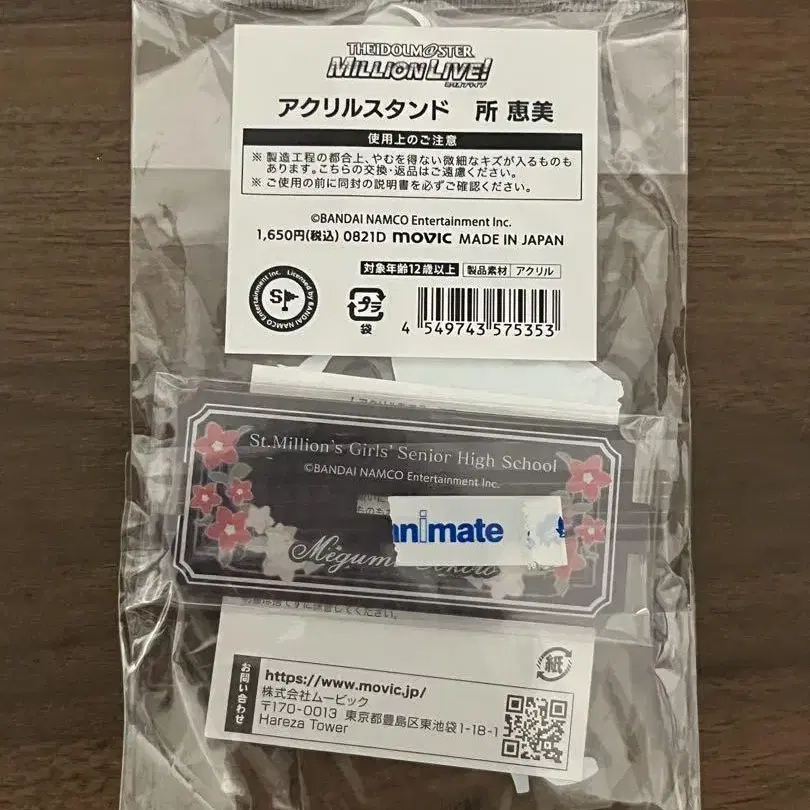 THE IDOLM@STER
MILLION LIVE!
アクリルスタンド 所 恵美
使用上のご注意
※ 製造工程の都合上、やむを得ない微細なキズが入るものも
あります。こちらの交換・返品はご遠慮ください。
※ ご使用の前に同封の説明書を必ずご確認ください。
©BANDAI NAMCO Entertainment Inc.
1,650円(税込) 0821D movic MADE IN JAPAN
対象年齢12歳以上 製品素材 アクリル
Licensed by BANDAI NAMCO Entertainment Inc.
S
プラ
袋
4 549743 575353
St.Million's Girls' Senior High School
©BANDAI NAMCO Entertainment Inc.
animate
紙
お問い合わせ
https://www.movic.jp/
株式会社ムービック
〒170-0013 東京都豊島区東池袋1-18-1
Hareza Tower